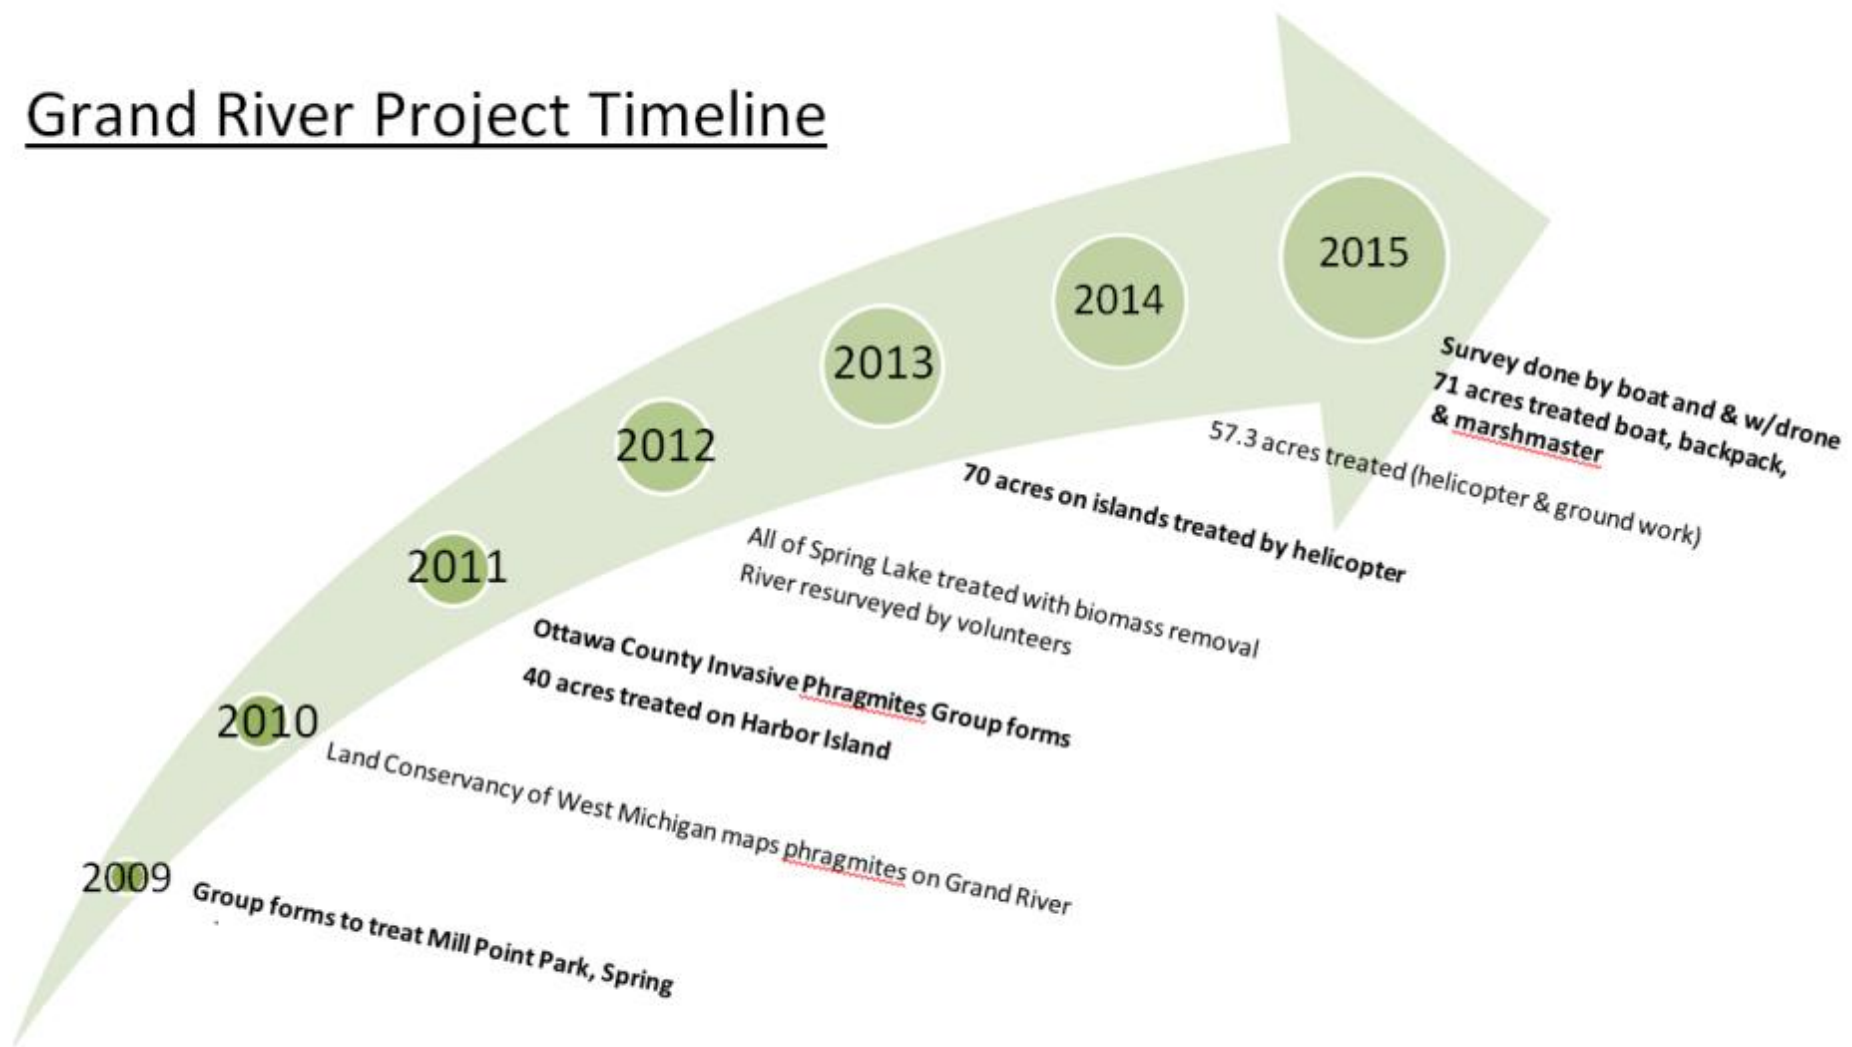 Grand River Project Timeline
2009
Group forms to treat Mill Point Park, Spring
2010
Land Conservancy of West Michigan maps phragmites on Grand River
2011
Ottawa County Invasive Phragmites Group forms
40 acres treated on Harbor Island
2012
All of Spring Lake treated with biomass removal
River resurveyed by volunteers
2013
70 acres on islands treated by helicopter
2014
57.3 acres treated (helicopter & ground work)
2015
Survey done by boat and & w/drone
71 acres treated boat, backpack,
& marshmaster